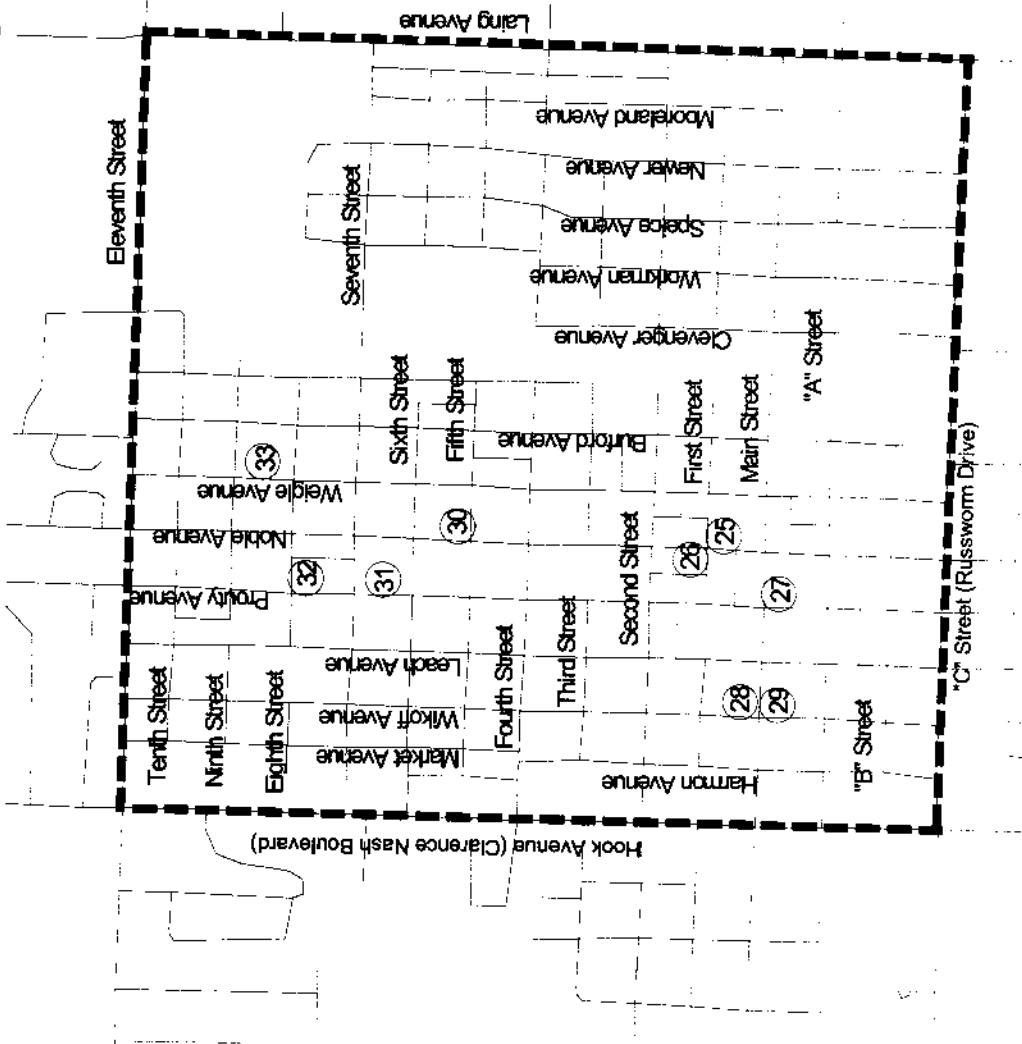 Laing Avenue
Eleventh Street
Mooreland Avenue
Newer Avenue
Speice Avenue
Workman Avenue
Clevenger Avenue
Seventh Street
"A" Street
Sixth Street
Fifth Street
Burford Avenue
First Street
Main Street
33
Weigle Avenue
Noble Avenue
30
25
26
32
31
Prouty Avenue
Second Street
27
"C" Street (Russworm Drive)
Leach Avenue
Third Street
Fourth Street
Tenth Street
Ninth Street
Eighth Street
Wikoff Avenue
Market Avenue
28
29
"B" Street
Harmon Avenue
Hook Avenue (Clarence Nash Boulevard)